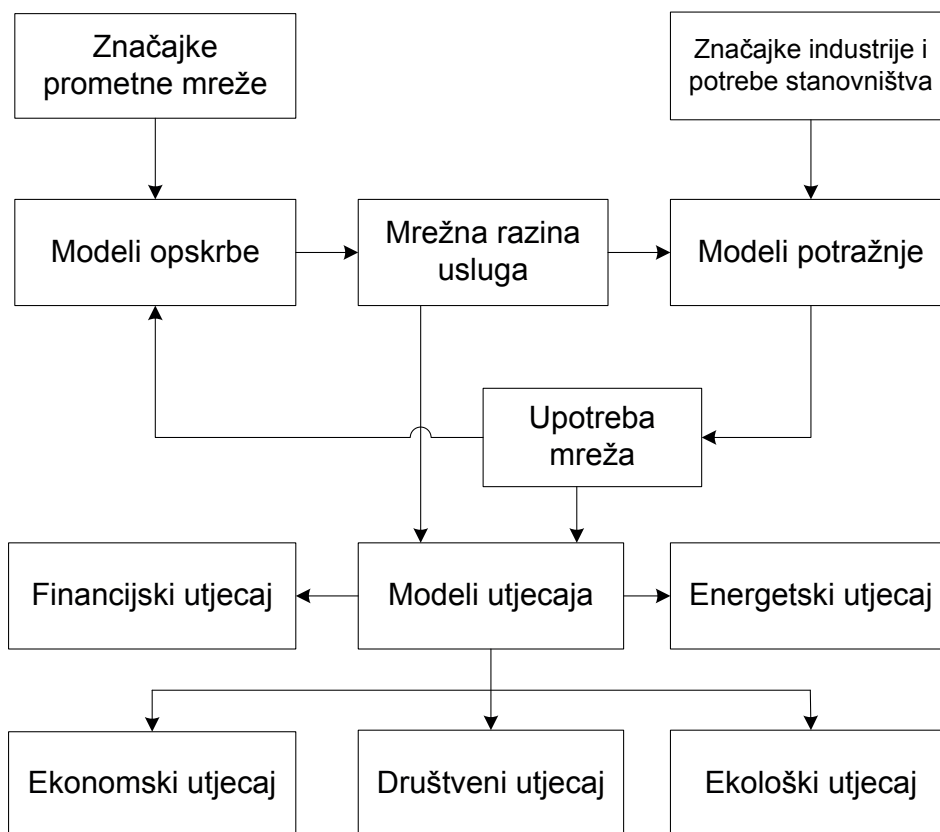 Značajke
prometne mreže
Značajke industrije i
potrebe stanovništva
Modeli opskrbe
Mrežna razina
usluga
Modeli potražnje
Upotreba
mreža
Financijski utjecaj
Modeli utjecaja
Energetski utjecaj
Ekonomski utjecaj
Društveni utjecaj
Ekološki utjecaj